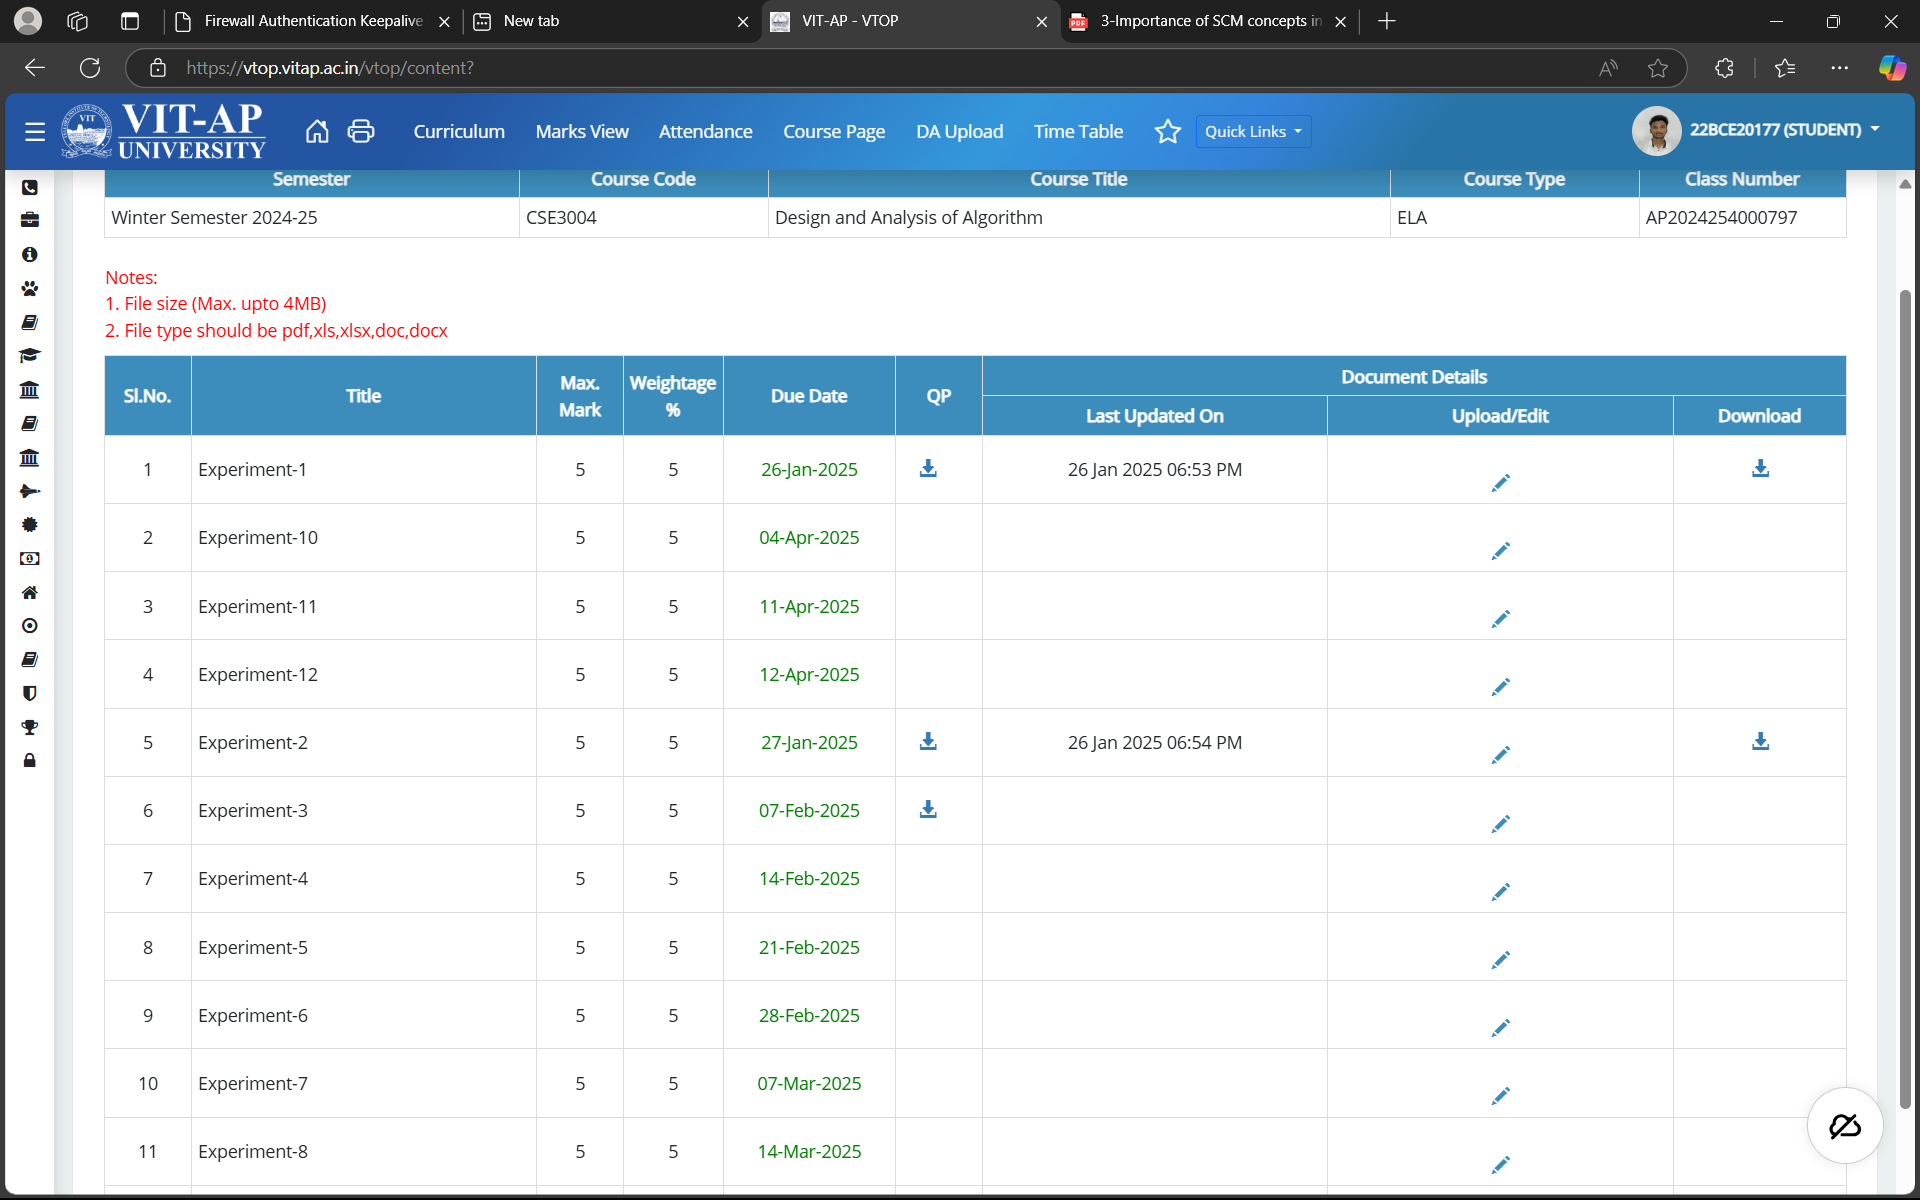 Firewall Authentication Keepalive
New tab
VIT-AP - VTOP
3-Importance of SCM concepts in
https://vtop.vitap.ac.in/vtop/content?
VIT-AP
UNIVERSITY
Curriculum Marks View Attendance Course Page DA Upload Time Table Quick Links
22BCE20177 (STUDENT)
Semester Course Code Course Title Course Type Class Number
Winter Semester 2024-25 CSE3004 Design and Analysis of Algorithm ELA AP2024254000797
Notes:
1. File size (Max. upto 4MB)
2. File type should be pdf,xls,xlsx,doc,docx
Sl.No. Title Max. Mark Weightage % Due Date QP Document Details
Last Updated On Upload/Edit Download
1 Experiment-1 5 5 26-Jan-2025 26 Jan 2025 06:53 PM
2 Experiment-10 5 5 04-Apr-2025
3 Experiment-11 5 5 11-Apr-2025
4 Experiment-12 5 5 12-Apr-2025
5 Experiment-2 5 5 27-Jan-2025 26 Jan 2025 06:54 PM
6 Experiment-3 5 5 07-Feb-2025
7 Experiment-4 5 5 14-Feb-2025
8 Experiment-5 5 5 21-Feb-2025
9 Experiment-6 5 5 28-Feb-2025
10 Experiment-7 5 5 07-Mar-2025
11 Experiment-8 5 5 14-Mar-2025